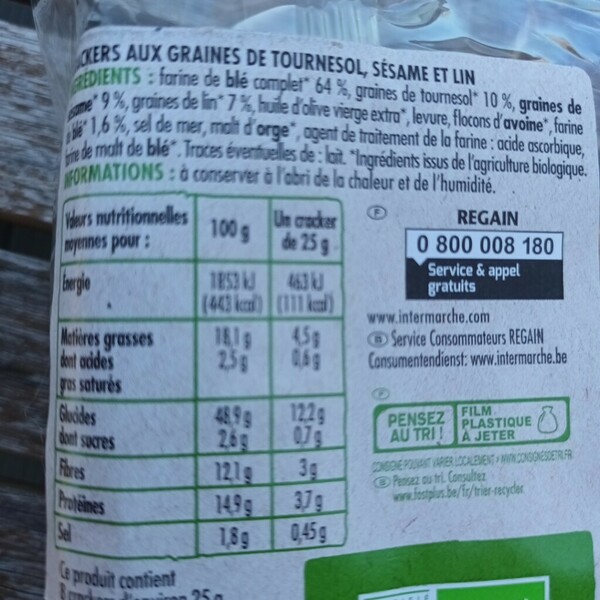 CKERS AUX GRAINES DE TOURNESOL, SÉSAME ET LIN
RÉDIENTS : farine de blé complet* 64 %, graines de tournesol* 10 %, graines de
same* 9 %, graines de lin* 7 %, huile d'olive vierge extra*, levure, flocons d'avoine*, farine
blé* 1,6 %, sel de mer, malt d'orge*, agent de traitement de la farine : acide ascorbique,
ine de malt de blé*. Traces éventuelles de : lait. *Ingrédients issus de l'agriculture biologique.
FORMATIONS : à conserver à l'abri de la chaleur et de l'humidité.
Valeurs nutritionnelles
moyennes pour :
100 g
Un cracker
de 25 g
Energie
1853 kJ
(443 kcal)
463 kJ
(111 kcal)
Matières grasses
dont acides
gras saturés
18,1 g
2,5 g
4,5 g
0,6 g
Glucides
dont sucres
48,9 g
2,6 g
12,2 g
0,7 g
Fibres
12,1 g
3 g
Protéines
14,9 g
3,7 g
Sel
1,8 g
0,45 g
Ce produit contient
25 g
F
REGAIN
0 800 008 180
Service & appel
gratuits
www.intermarche.com
B Service Consommateurs REGAIN
Consumentendienst: www.intermarche.be
F
PENSEZ
AU TRI !
FILM
PLASTIQUE
À JETER
CONSIGNE POUVANT VARIER LOCALEMENT > WWW.CONSIGNESDETRI.FR
B Pensez au tri. Consultez
www.fostplus.be/fr/trier-recycler